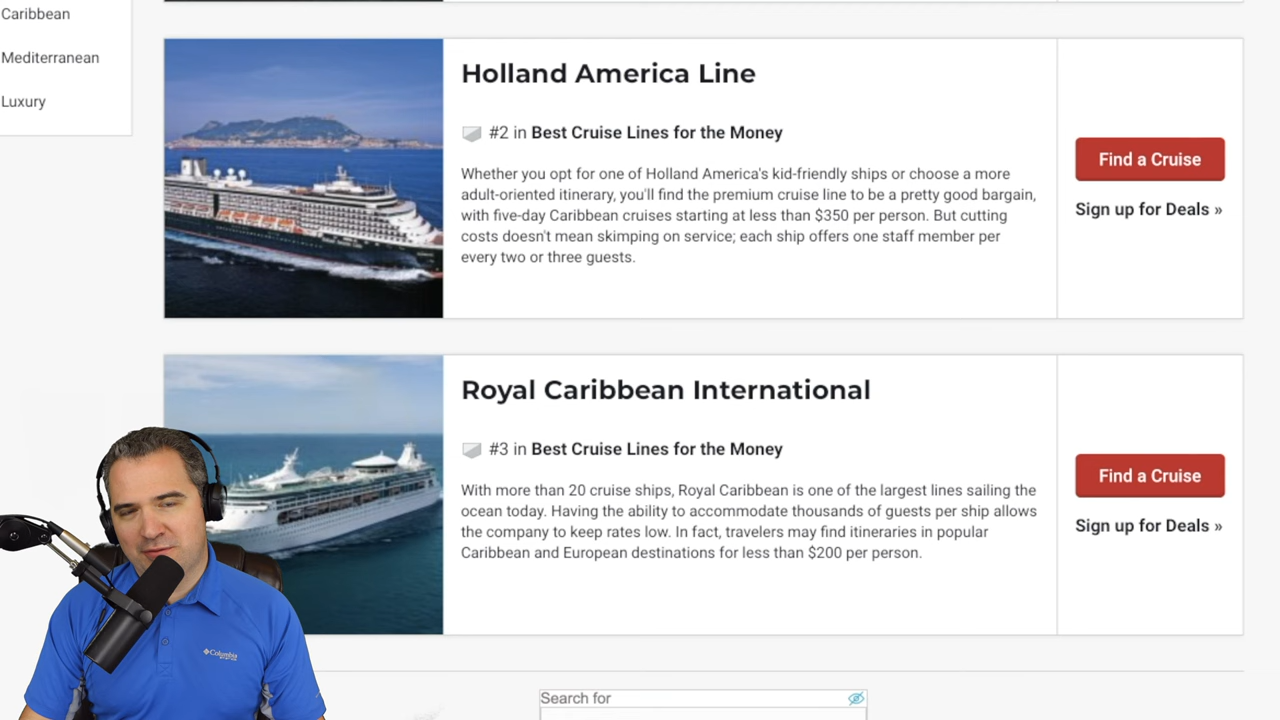 Caribbean
Mediterranean
Luxury
Holland America Line
#2 in Best Cruise Lines for the Money
Whether you opt for one of Holland America's kid-friendly ships or choose a more
adult-oriented itinerary, you'll find the premium cruise line to be a pretty good bargain,
with five-day Caribbean cruises starting at less than $350 per person. But cutting
costs doesn't mean skimping on service; each ship offers one staff member per
every two or three guests.
Find a Cruise
Sign up for Deals »
Royal Caribbean International
#3 in Best Cruise Lines for the Money
With more than 20 cruise ships, Royal Caribbean is one of the largest lines sailing the
ocean today. Having the ability to accommodate thousands of guests per ship allows
the company to keep rates low. In fact, travelers may find itineraries in popular
Caribbean and European destinations for less than $200 per person.
Find a Cruise
Sign up for Deals »
Columbia
Search for